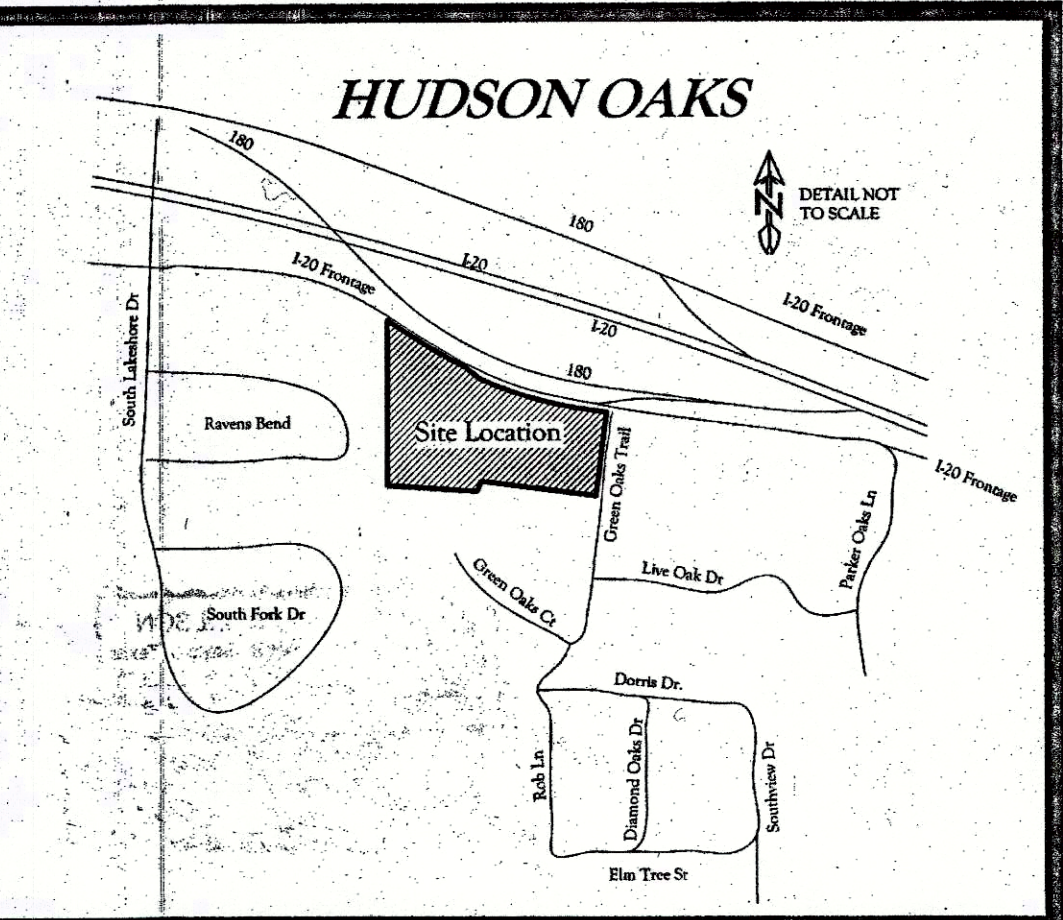 HUDSON OAKS
180
DETAIL NOT
TO SCALE
180
I-20
I-20 Frontage
I-20 Frontage
South Lakeshore Dr
I-20
180
Ravens Bend
Site Location
Green Oaks Trail
I-20 Frontage
Parker Oaks Ln
Live Oak Dr
Green Oaks Ct
South Fork Dr
Dorris Dr.
Rob Ln
Diamond Oaks Dr
Southview Dr
Elm Tree St